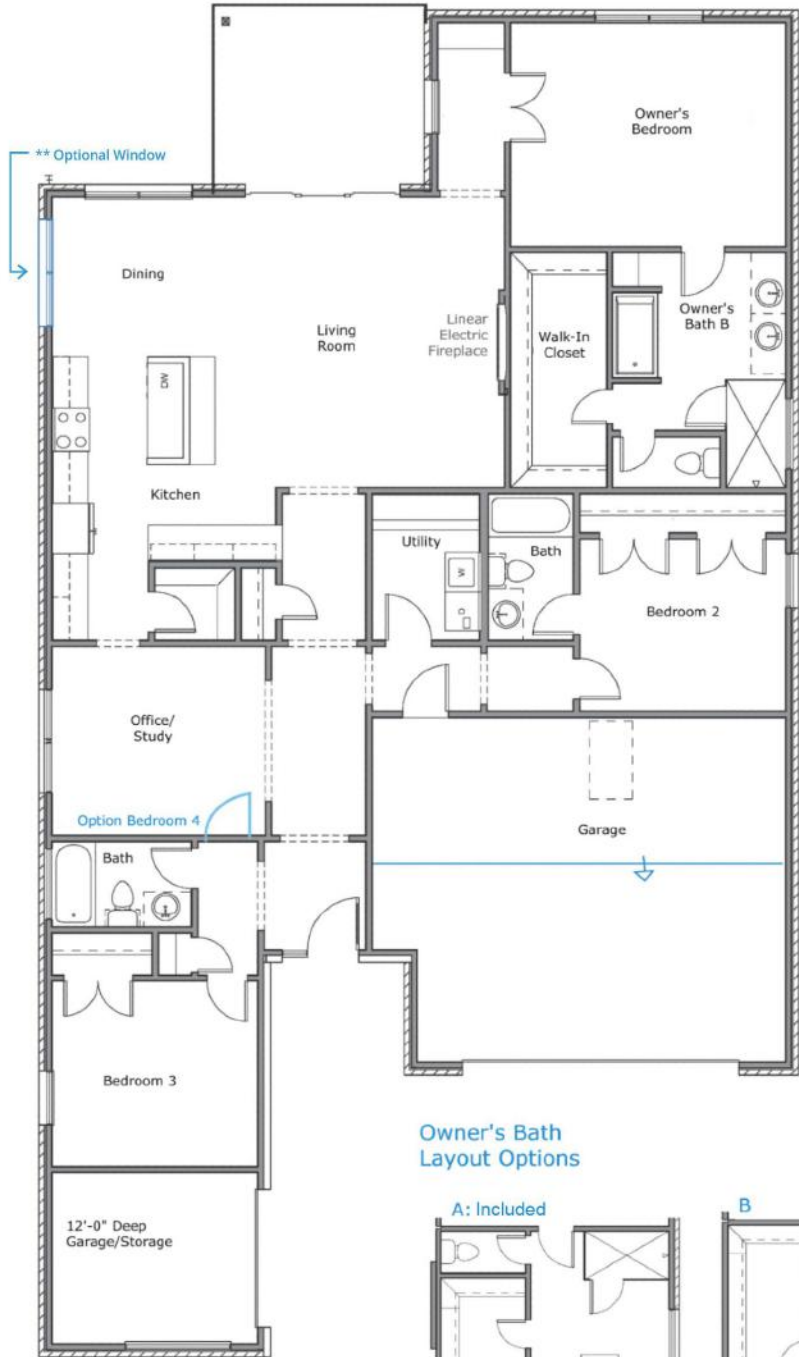 Owner's
Bedroom
** Optional Window
Dining
Living
Room
Linear
Electric
Fireplace
Walk-In
Closet
Owner's
Bath B
DW
Kitchen
Utility
W
D
Bath
Bedroom 2
Office/
Study
Option Bedroom 4
Garage
Bath
Bedroom 3
12'-0" Deep
Garage/Storage
Owner's Bath
Layout Options
A: Included
B